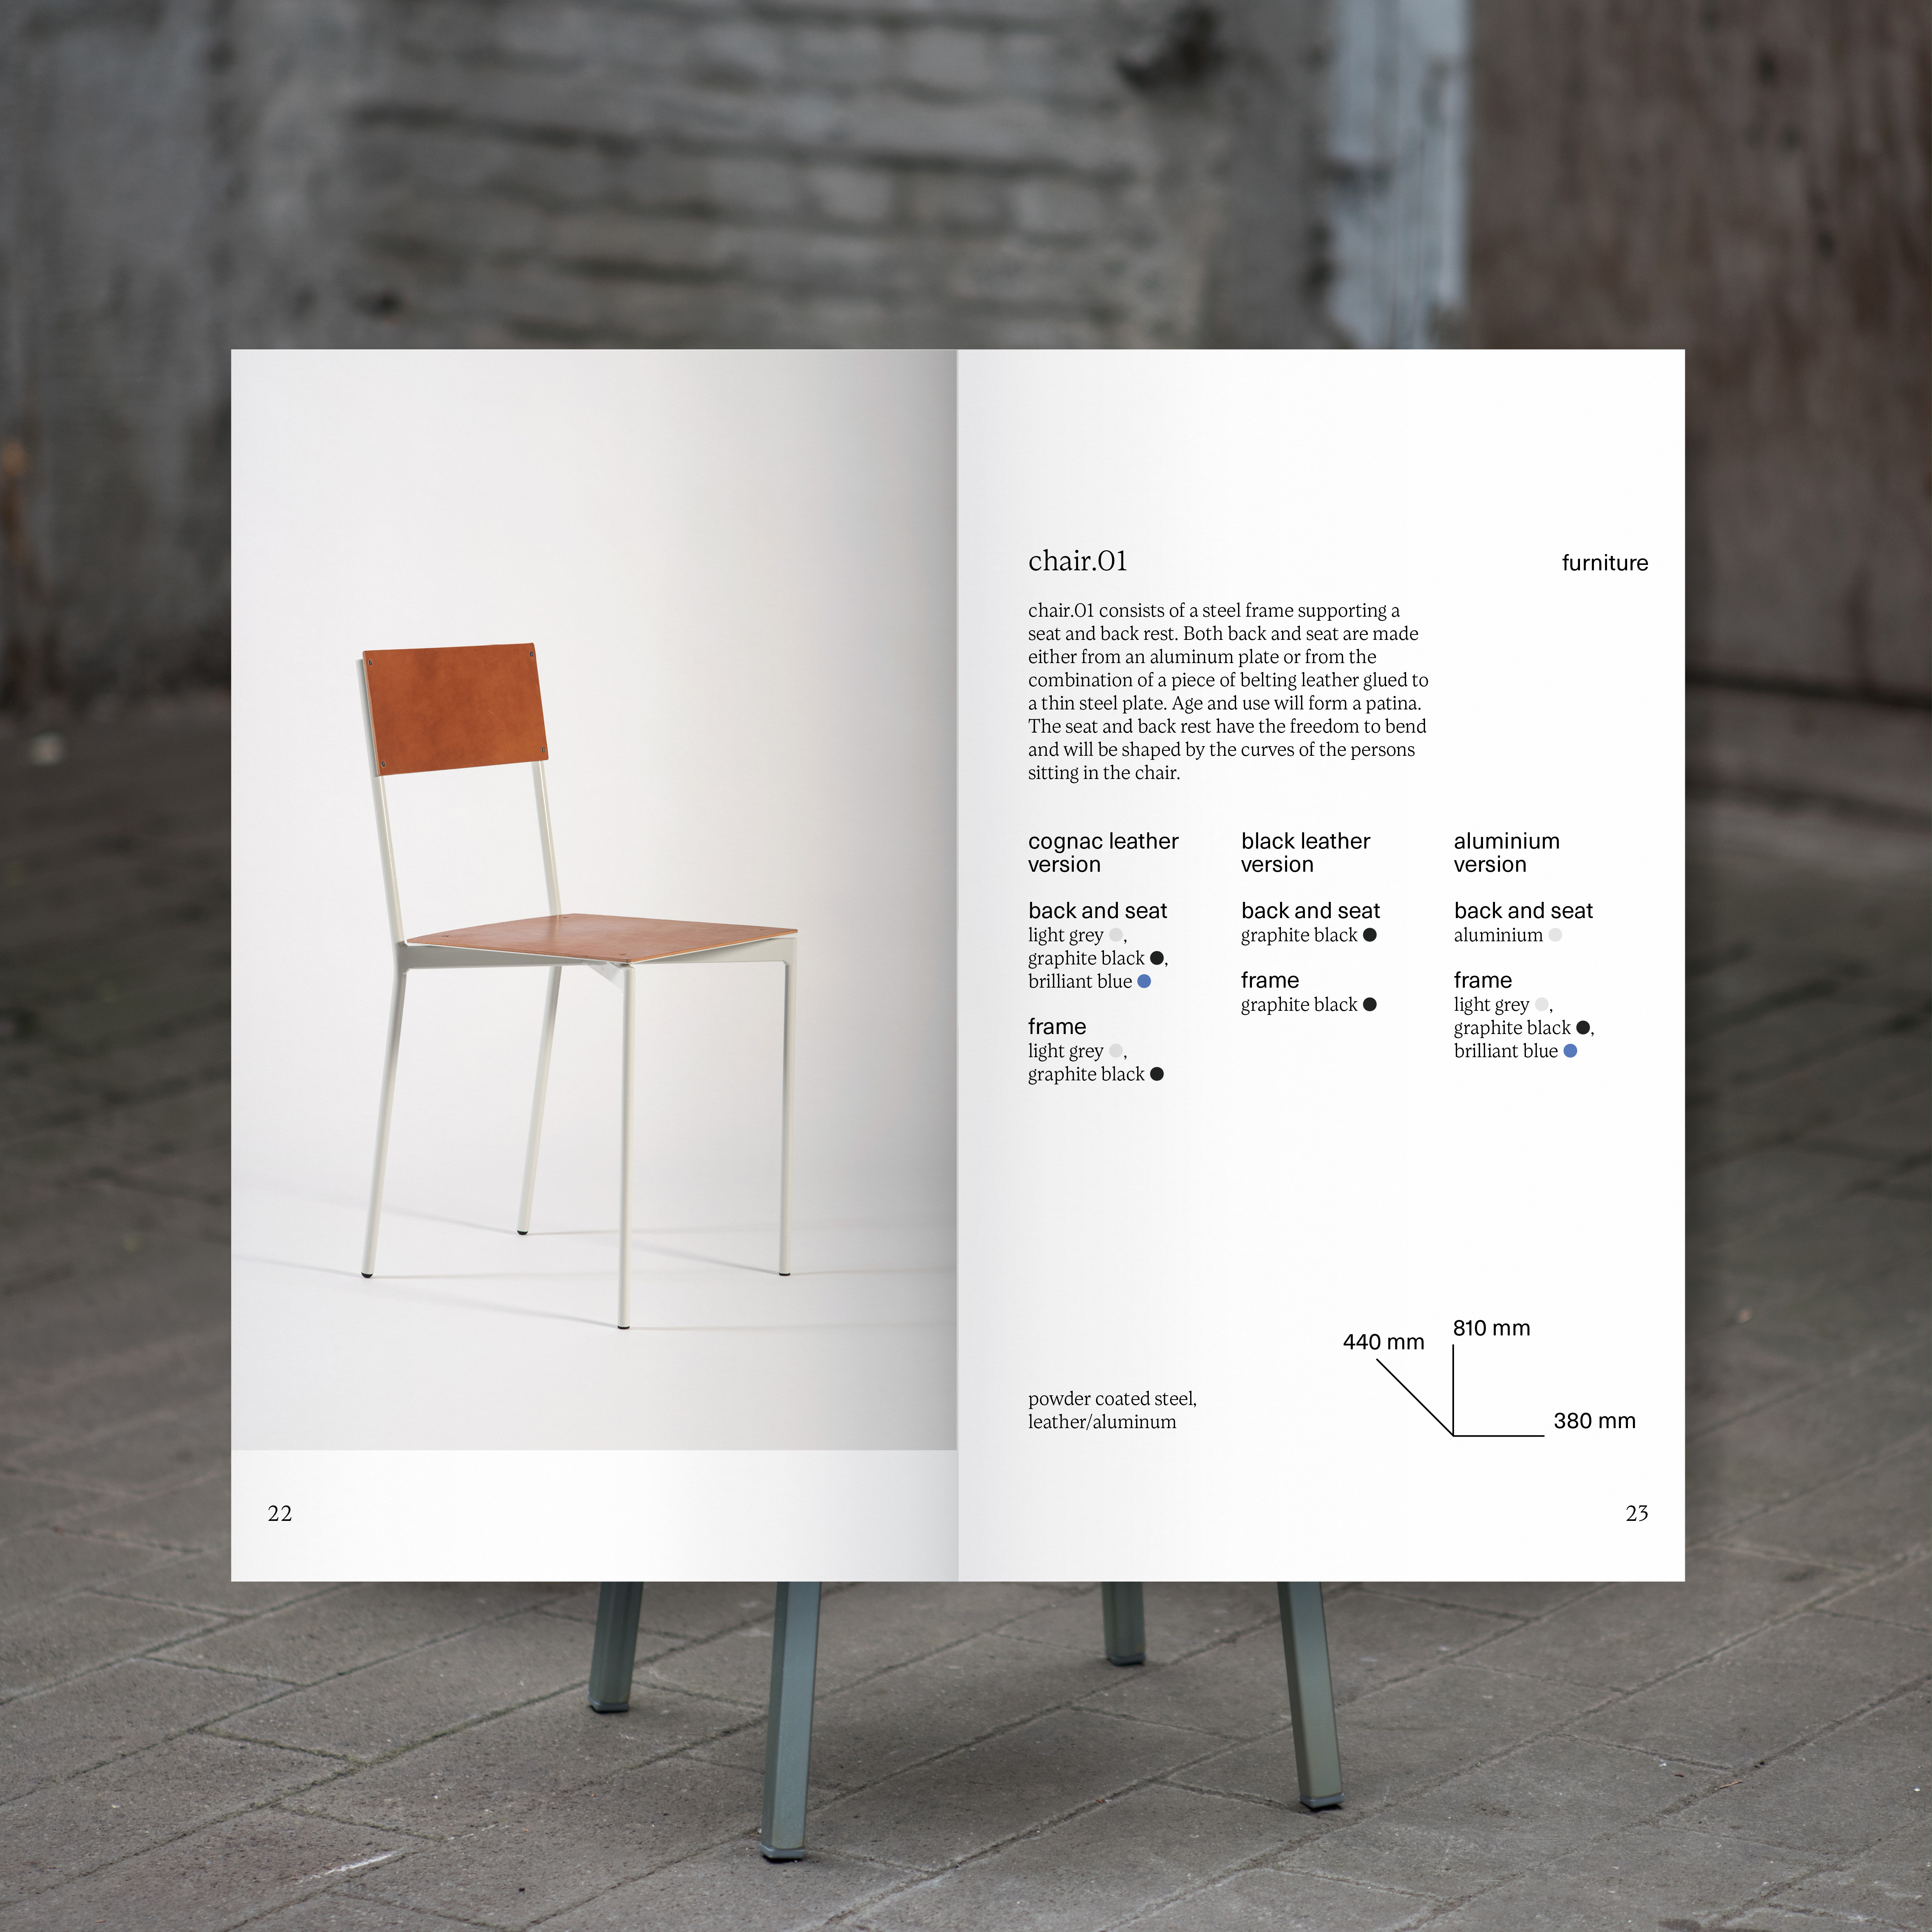 chair.01
furniture
chair.01 consists of a steel frame supporting a
seat and back rest. Both back and seat are made
either from an aluminum plate or from the
combination of a piece of belting leather glued to
a thin steel plate. Age and use will form a patina.
The seat and back rest have the freedom to bend
and will be shaped by the curves of the persons
sitting in the chair.
cognac leather
version
back and seat
light grey ,
graphite black ,
brilliant blue
frame
light grey ,
graphite black
black leather
version
back and seat
graphite black
frame
graphite black
aluminium
version
back and seat
aluminium
frame
light grey ,
graphite black ,
brilliant blue
440 mm
810 mm
380 mm
powder coated steel,
leather/aluminum
22
23